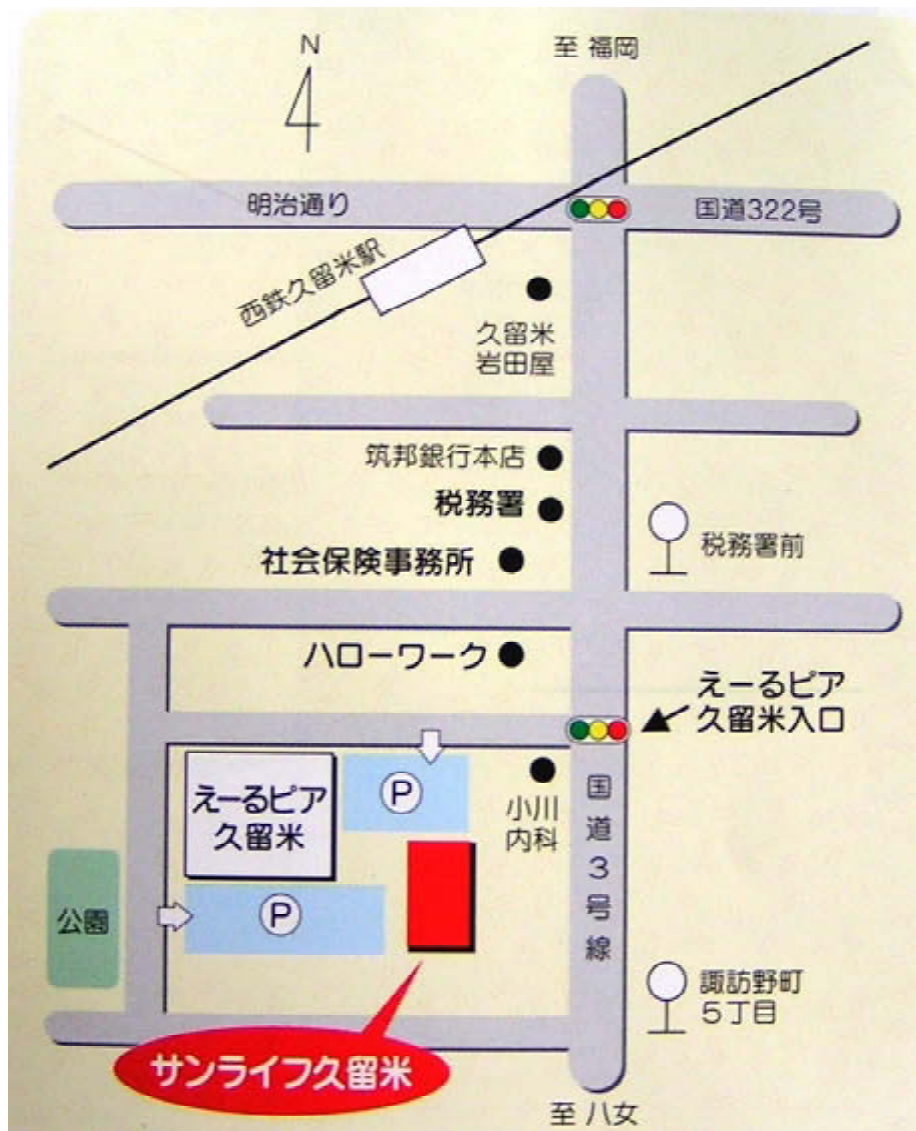 N
至 福岡
明治通り
国道322号
西鉄久留米駅
久留米
岩田屋
筑邦銀行本店
税務署
税務署前
社会保険事務所
ハローワーク
えーるピア
久留米入口
えーるピア
久留米
P
小川
内科
国道3号線
公園
P
諏訪野町
5丁目
サンライフ久留米
至 八女